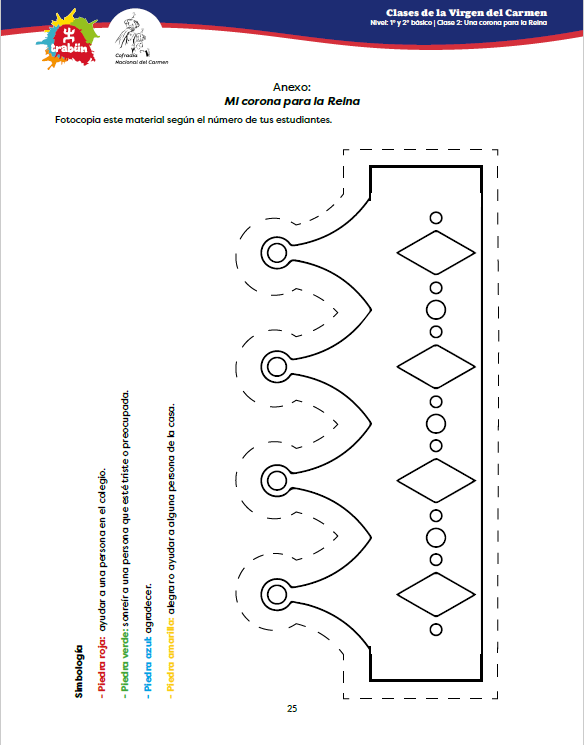 Clases de la Virgen del Carmen
Nivel: 1° y 2° básico | Clase 2: Una corona para la Reina
trabün
Cofradía
Nacional del Carmen
Anexo:
Mi corona para la Reina
Fotocopia este material según el número de tus estudiantes.
Simbología
- Piedra roja: ayudar a una persona en el colegio.
- Piedra verde: sonreír a una persona que esté triste o preocupada.
- Piedra azul: agradecer.
- Piedra amarilla: alegrar o ayudar a alguna persona de la casa.
25